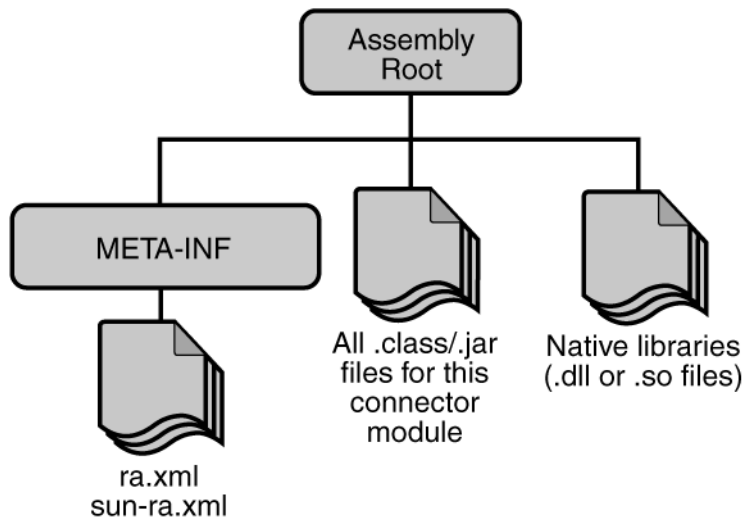 Assembly
Root
META-INF
ra.xml
sun-ra.xml
All .class/.jar
files for this
connector
module
Native libraries
(.dll or .so files)